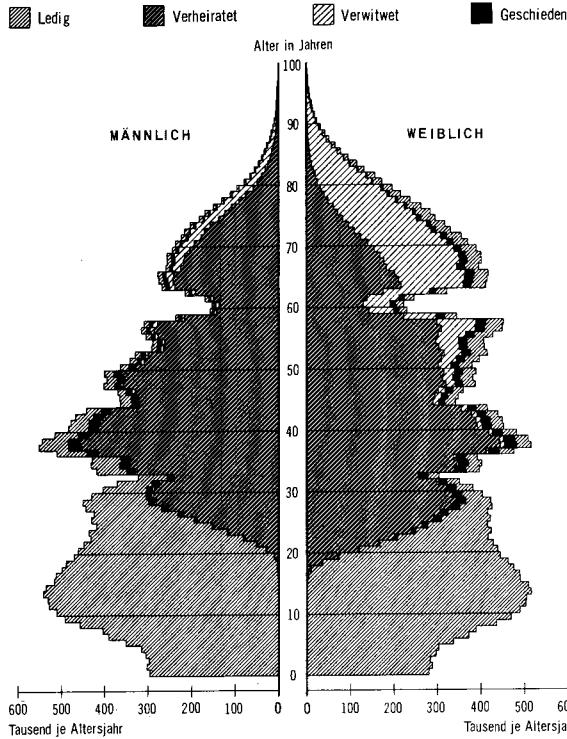 Ledig Verheiratet Verwitwet Geschieden
Alter in Jahren
MÄNNLICH WEIBLICH
100
90
80
70
60
50
40
30
20
10
0
600 500 400 300 200 100 0 0 100 200 300 400 500 60
Tausend je Altersjahr Tausend je Altersja